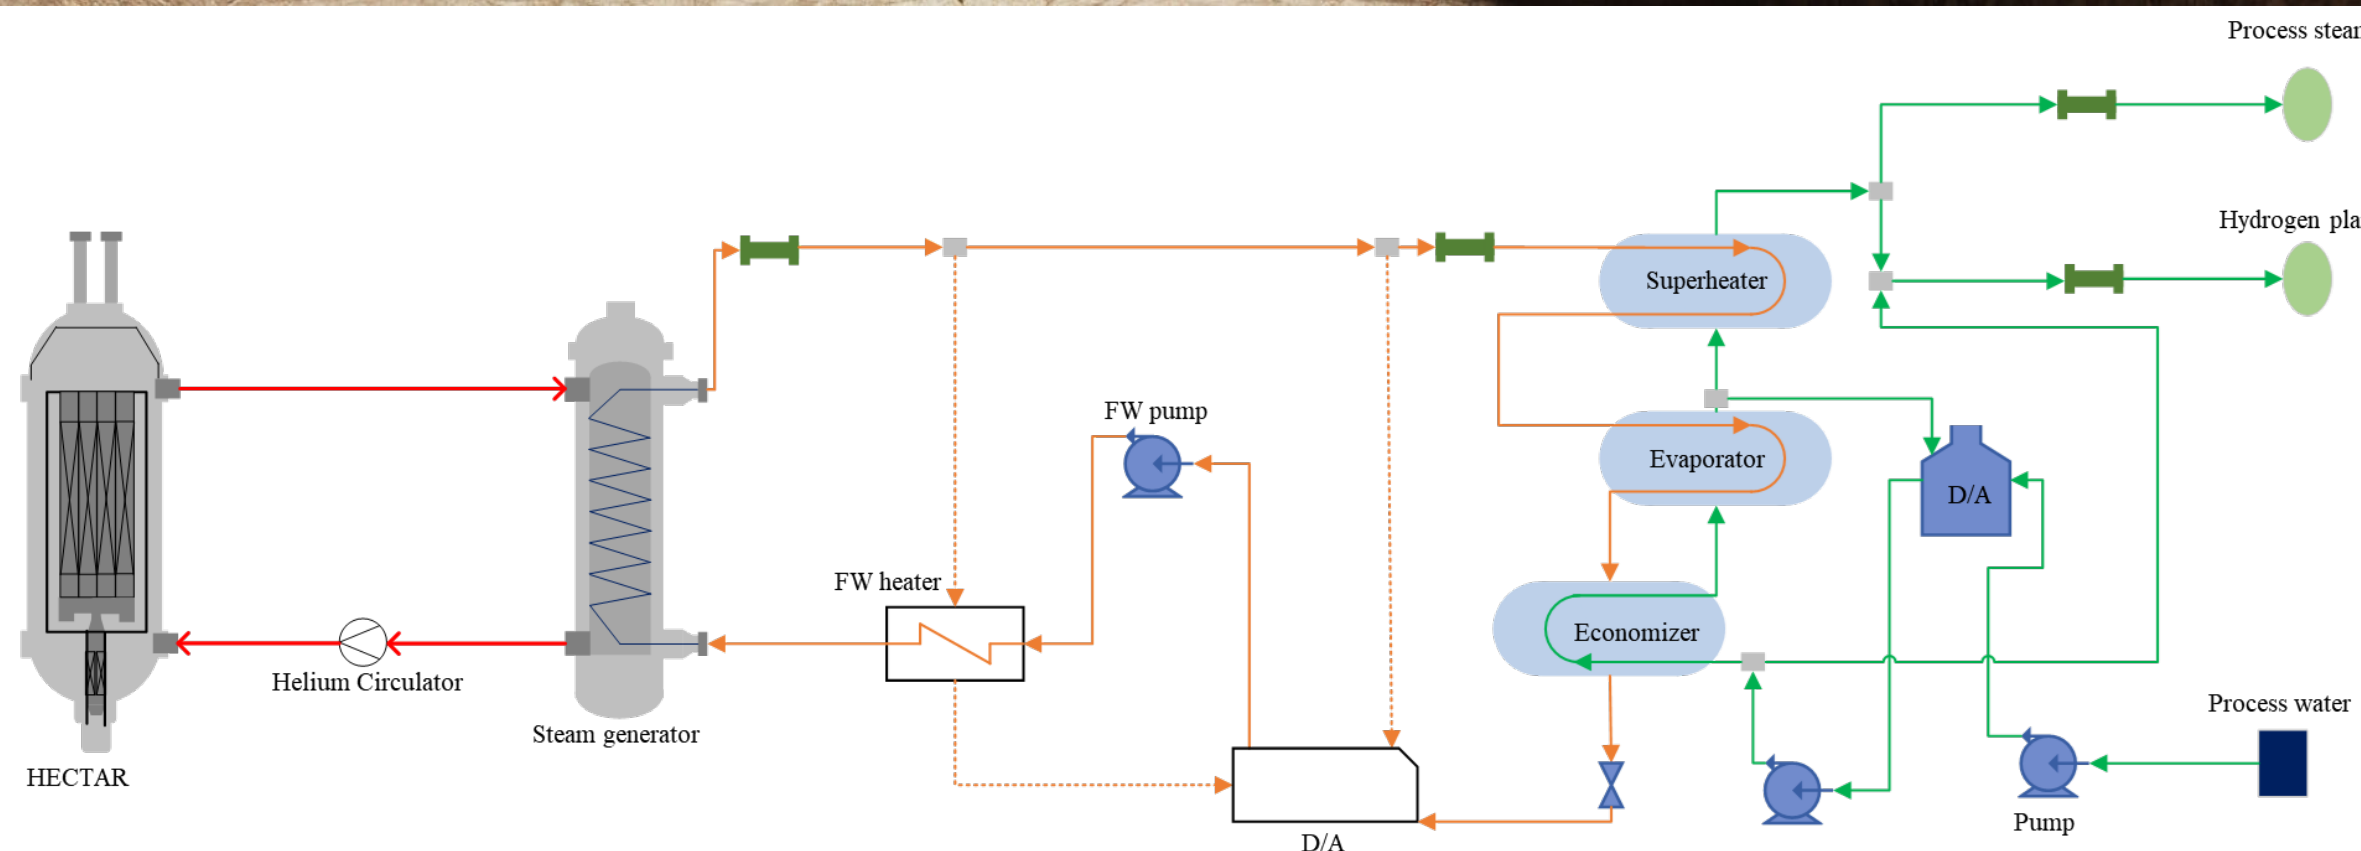 Process stea
Hydrogen pla
Superheater
FW pump
Evaporator
D/A
FW heater
Economizer
Helium Circulator
Steam generator
Process water
HECTAR
Pump
D/A